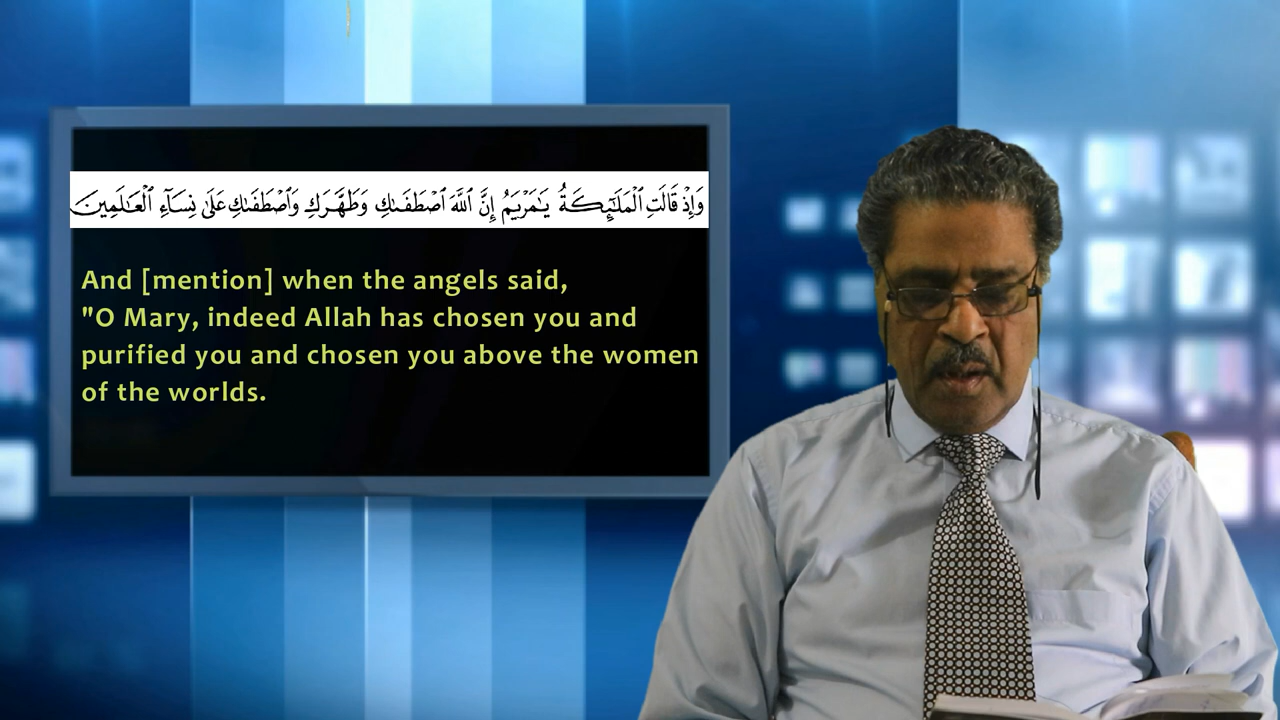 وَإِذْ قَالَتِ ٱلْمَلَـٰٓئِكَةُ يَـٰمَرْيَمُ إِنَّ ٱللَّهَ ٱصْطَفَىٰكِ وَطَهَّرَكِ وَٱصْطَفَىٰكِ عَلَىٰ نِسَآءِ ٱلْعَـٰلَمِينَ
And [mention] when the angels said,
"O Mary, indeed Allah has chosen you and
purified you and chosen you above the women
of the worlds.